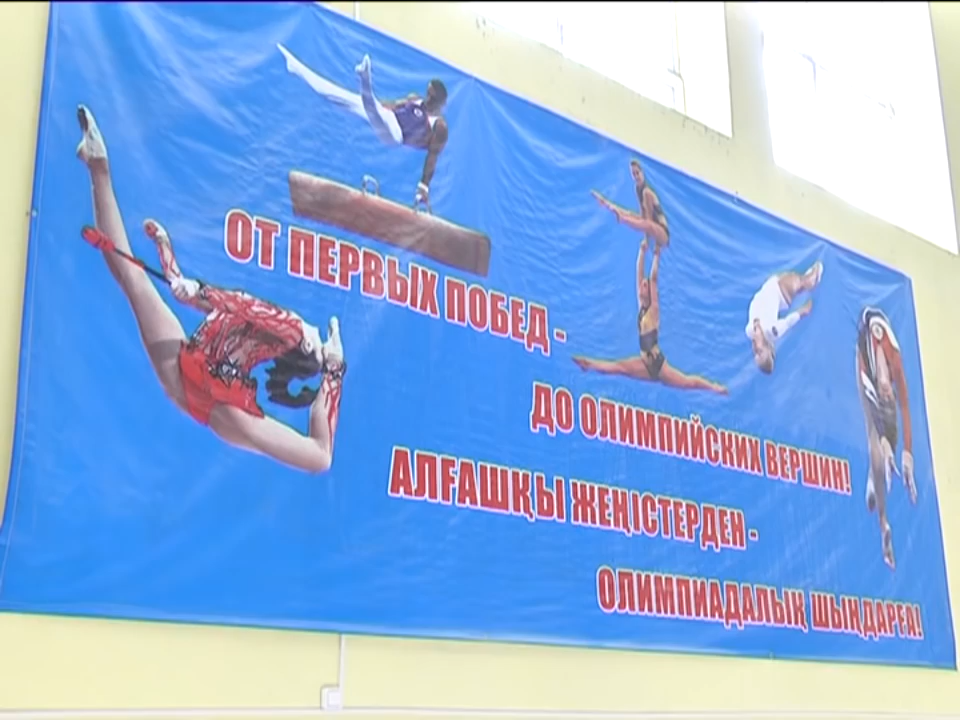 ОТ ПЕРВЫХ ПОБЕД -
ДО ОЛИМПИЙСКИХ ВЕРШИН!
АЛҒАШҚЫ ЖЕҢІСТЕРДЕН -
ОЛИМПИАДАЛЫҚ ШЫҢДАРҒА!